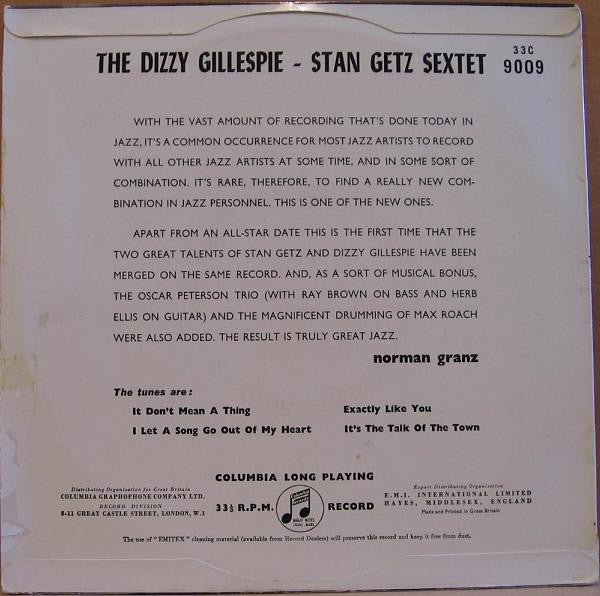 THE DIZZY GILLESPIE - STAN GETZ SEXTET 33C 9009
WITH THE VAST AMOUNT OF RECORDING THAT'S DONE TODAY IN
JAZZ, IT'S A COMMON OCCURRENCE FOR MOST JAZZ ARTISTS TO RECORD
WITH ALL OTHER JAZZ ARTISTS AT SOME TIME, AND IN SOME SORT OF
COMBINATION. IT'S RARE, THEREFORE, TO FIND A REALLY NEW COM-
BINATION IN JAZZ PERSONNEL. THIS IS ONE OF THE NEW ONES.
APART FROM AN ALL-STAR DATE THIS IS THE FIRST TIME THAT THE
TWO GREAT TALENTS OF STAN GETZ AND DIZZY GILLESPIE HAVE BEEN
MERGED ON THE SAME RECORD. AND, AS A SORT OF MUSICAL BONUS,
THE OSCAR PETERSON TRIO (WITH RAY BROWN ON BASS AND HERB
ELLIS ON GUITAR) AND THE MAGNIFICENT DRUMMING OF MAX ROACH
WERE ALSO ADDED. THE RESULT IS TRULY GREAT JAZZ.
norman granz
The tunes are:
It Don't Mean A Thing Exactly Like You
I Let A Song Go Out Of My Heart It's The Talk Of The Town
COLUMBIA LONG PLAYING
33⅓ R.P.M. RECORD
Columbia Records
MAGIC NOTES
TRADE MARK
Distributing Organisation for Great Britain
COLUMBIA GRAPHOPHONE COMPANY LTD.
RECORD DIVISION
8-11 GREAT CASTLE STREET, LONDON, W.1
Export Distributing Organisation
E.M.I. INTERNATIONAL LIMITED
HAYES, MIDDLESEX, ENGLAND
Made and Printed in Great Britain
The use of "EMITEX" cleaning material (available from Record Dealers) will preserve this record and keep it free from dust.